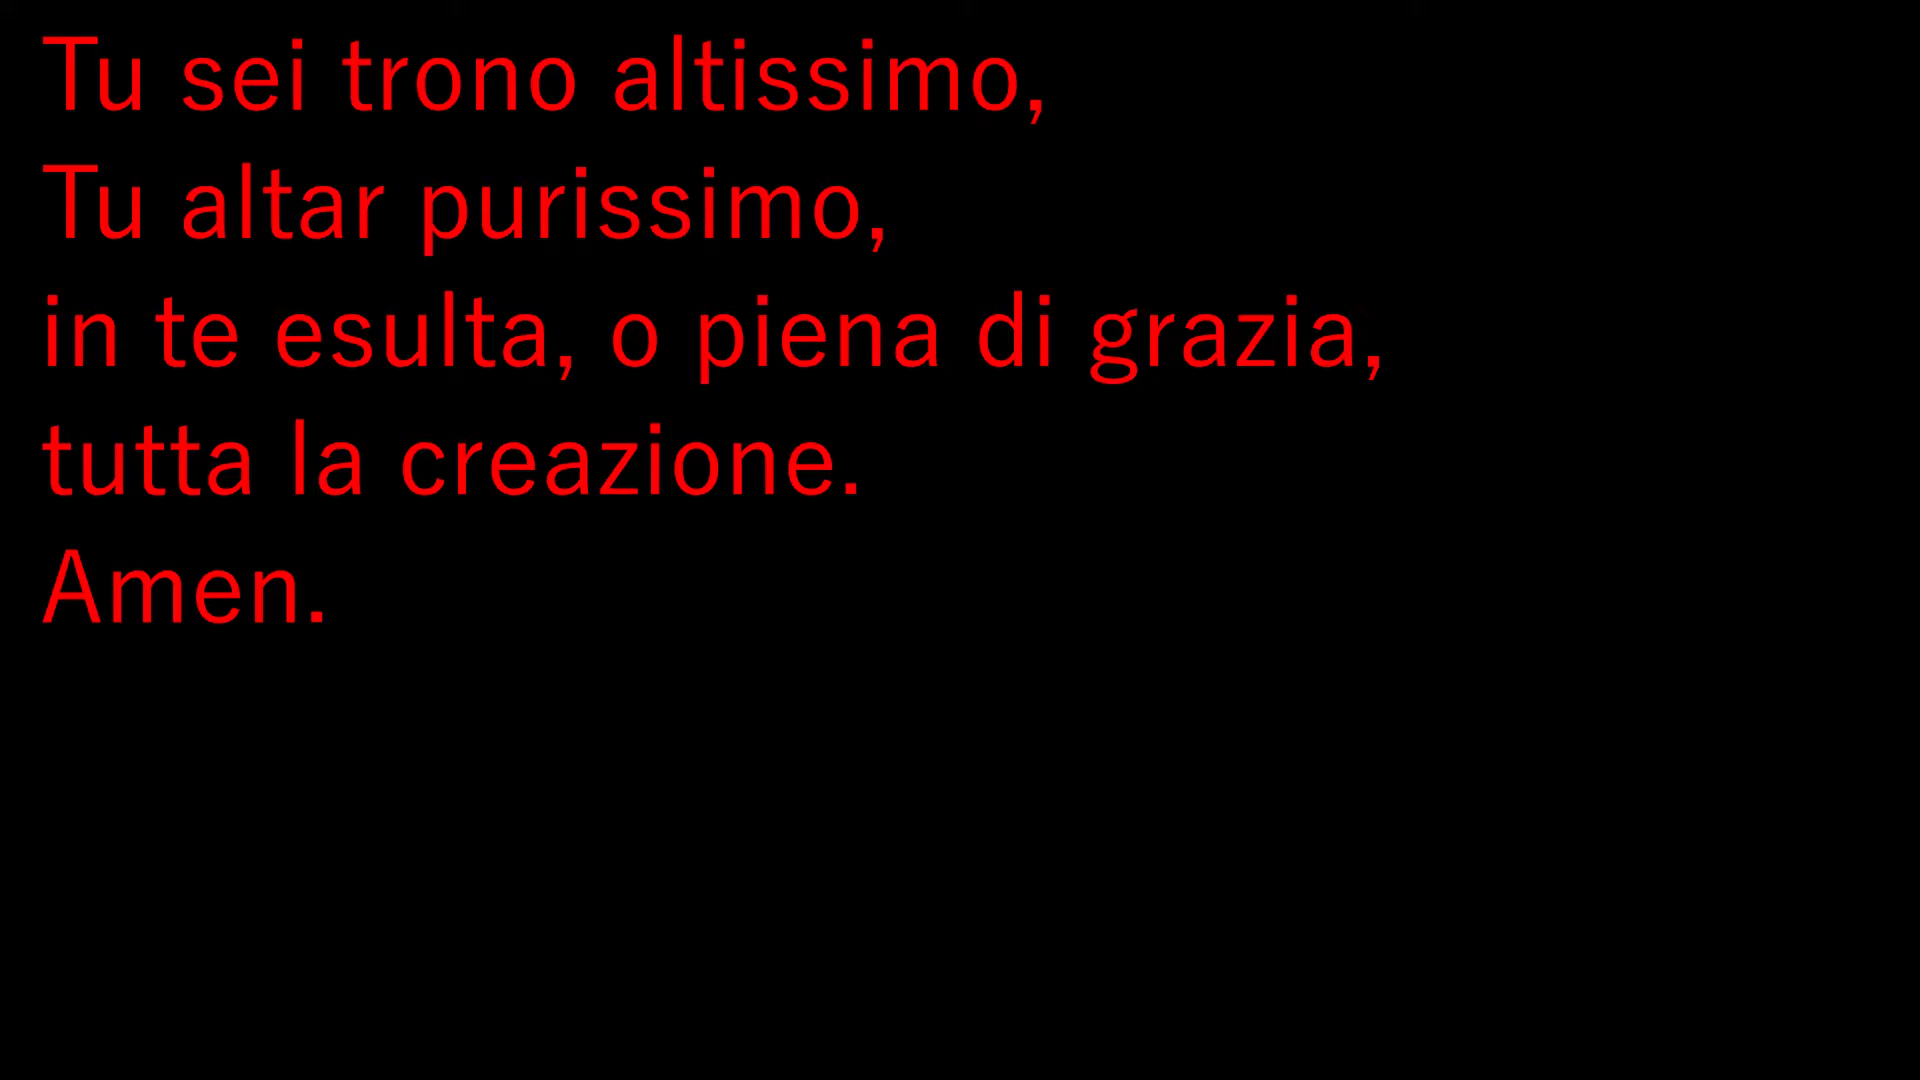 Tu sei trono altissimo,
Tu altar purissimo,
in te esulta, o piena di grazia,
tutta la creazione.
Amen.